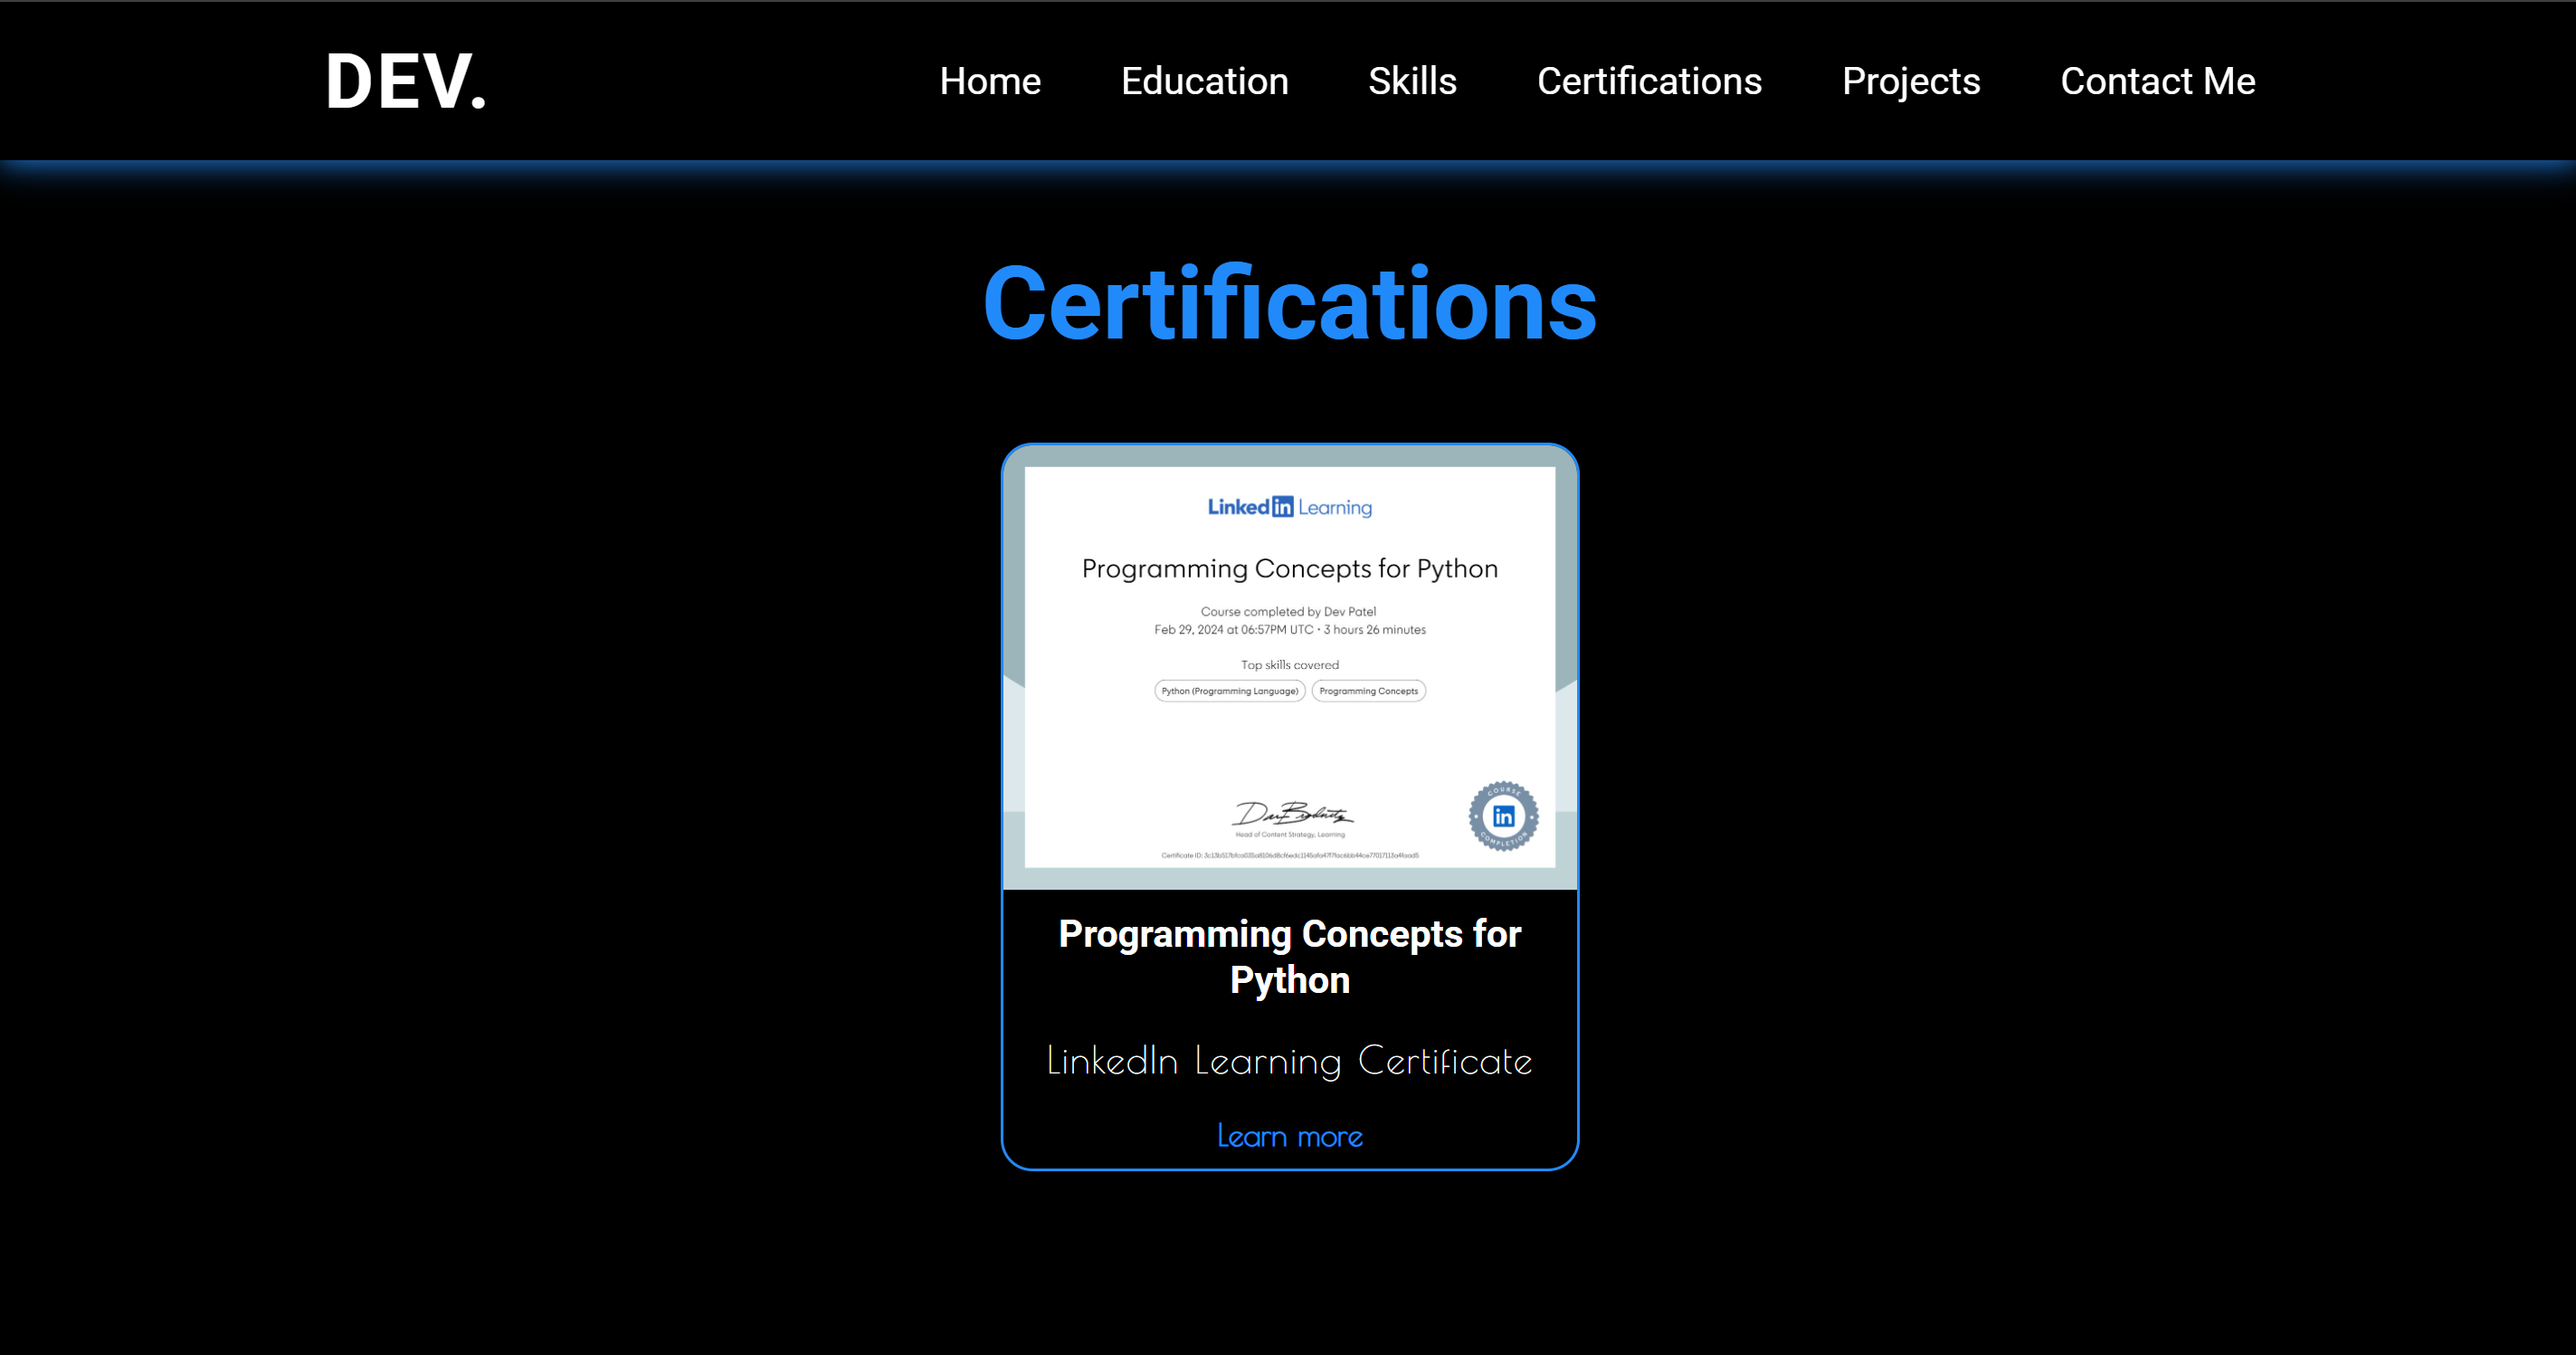 DEV.
Home Education Skills Certifications Projects Contact Me
Certifications
Linked in Learning
Programming Concepts for Python
Course completed by Dev Patel
Feb 29, 2024 at 06:57PM UTC • 3 hours 26 minutes
Top skills covered
Python (Programming Language) Programming Concepts
Head of Content Strategy, Learning
COURSE
in
COMPLETION
Certificate ID:
Programming Concepts for
Python
LinkedIn Learning Certificate
Learn more